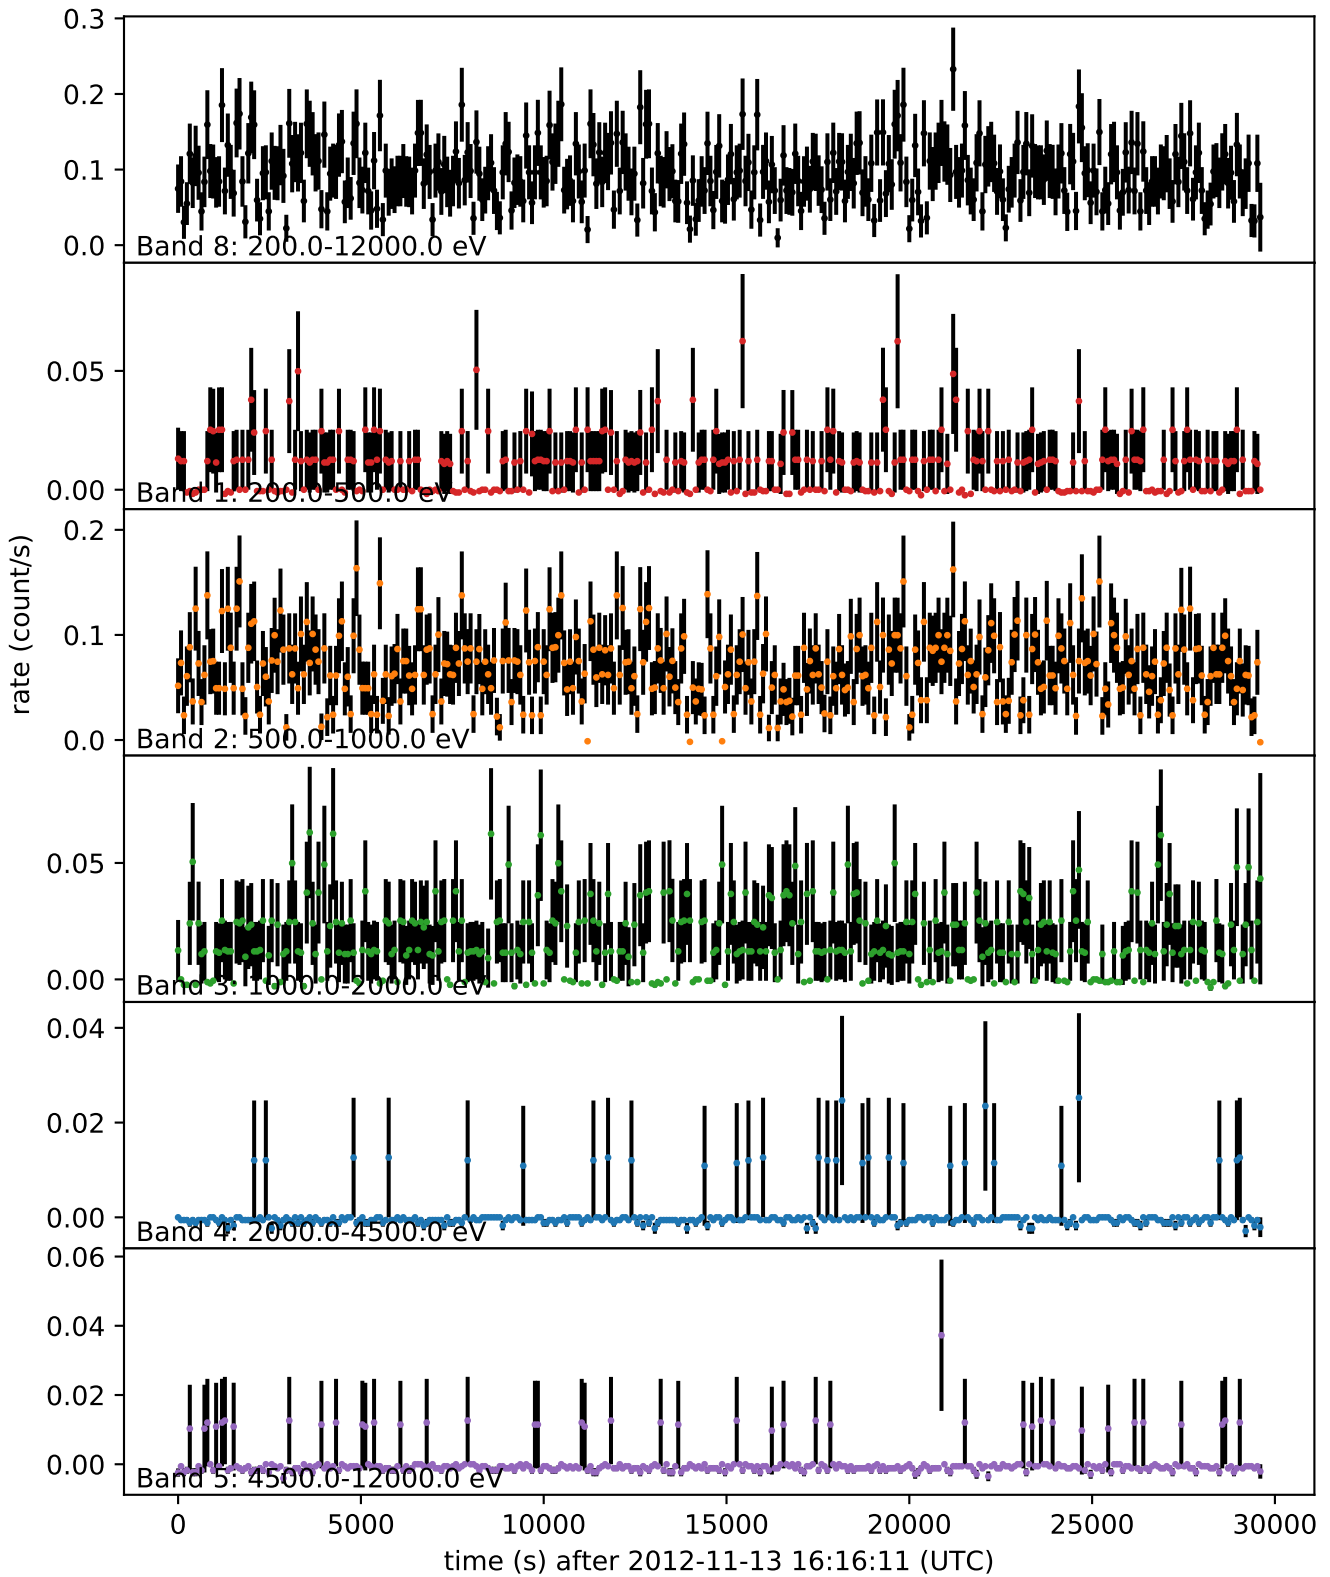 0.3
0.2
0.1
0.0
Band 8: 200.0-12000.0 eV
0.05
0.00
Band 1: 200.0-500.0 eV
0.2
0.1
0.0
Band 2: 500.0-1000.0 eV
rate (count/s)
0.05
0.00
Band 3: 1000.0-2000.0 eV
0.04
0.02
0.00
Band 4: 2000.0-4500.0 eV
0.06
0.04
0.02
0.00
Band 5: 4500.0-12000.0 eV
0 5000 10000 15000 20000 25000 30000
time (s) after 2012-11-13 16:16:11 (UTC)